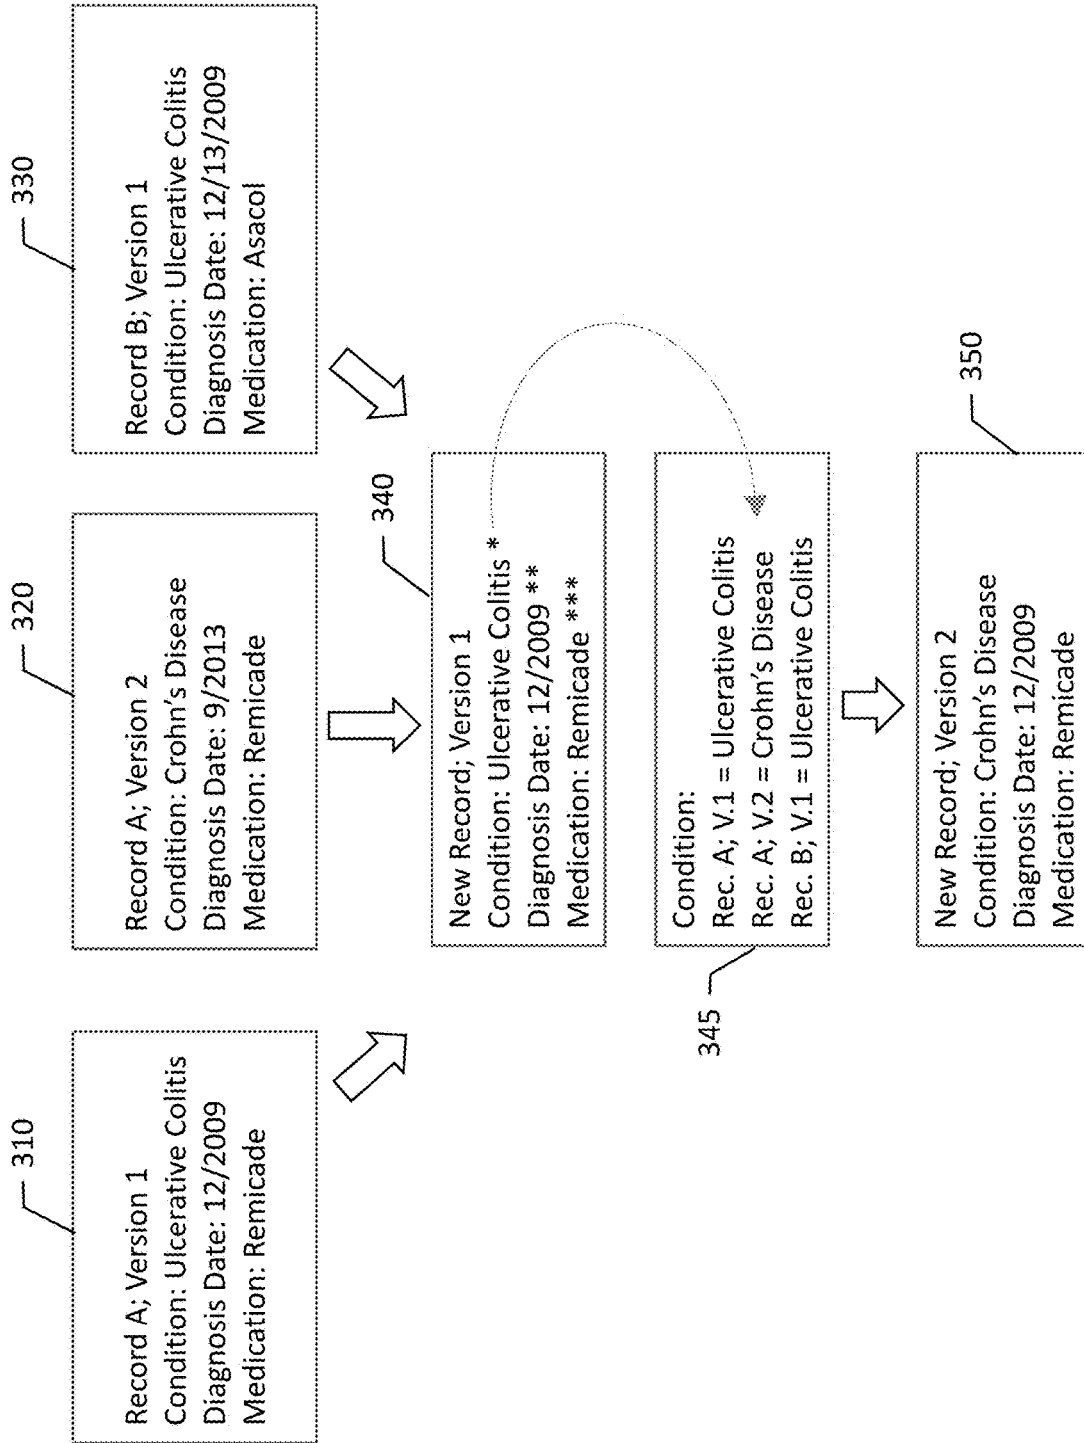 310
Record A; Version 1
Condition: Ulcerative Colitis
Diagnosis Date: 12/2009
Medication: Remicade
320
Record A; Version 2
Condition: Crohn's Disease
Diagnosis Date: 9/2013
Medication: Remicade
330
Record B; Version 1
Condition: Ulcerative Colitis
Diagnosis Date: 12/13/2009
Medication: Asacol
340
New Record; Version 1
Condition: Ulcerative Colitis *
Diagnosis Date: 12/2009 **
Medication: Remicade ***
345
Condition:
Rec. A; V.1 = Ulcerative Colitis
Rec. A; V.2 = Crohn's Disease
Rec. B; V.1 = Ulcerative Colitis
350
New Record; Version 2
Condition: Crohn's Disease
Diagnosis Date: 12/2009
Medication: Remicade